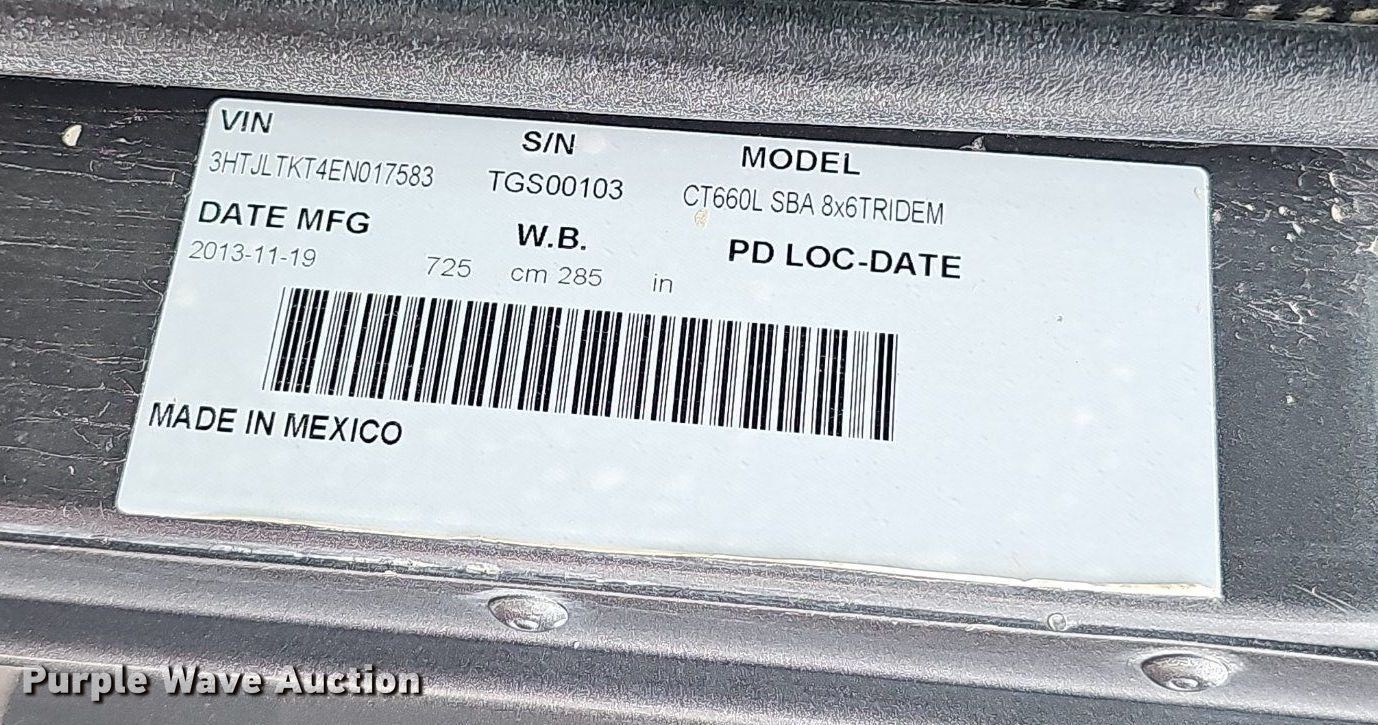 VIN S/N MODEL
3HTJLTKT4EN017583 TGS00103 CT660L SBA 8x6TRIDEM
DATE MFG W.B. PD LOC-DATE
2013-11-19 725 cm 285 in
MADE IN MEXICO
Purple Wave Auction